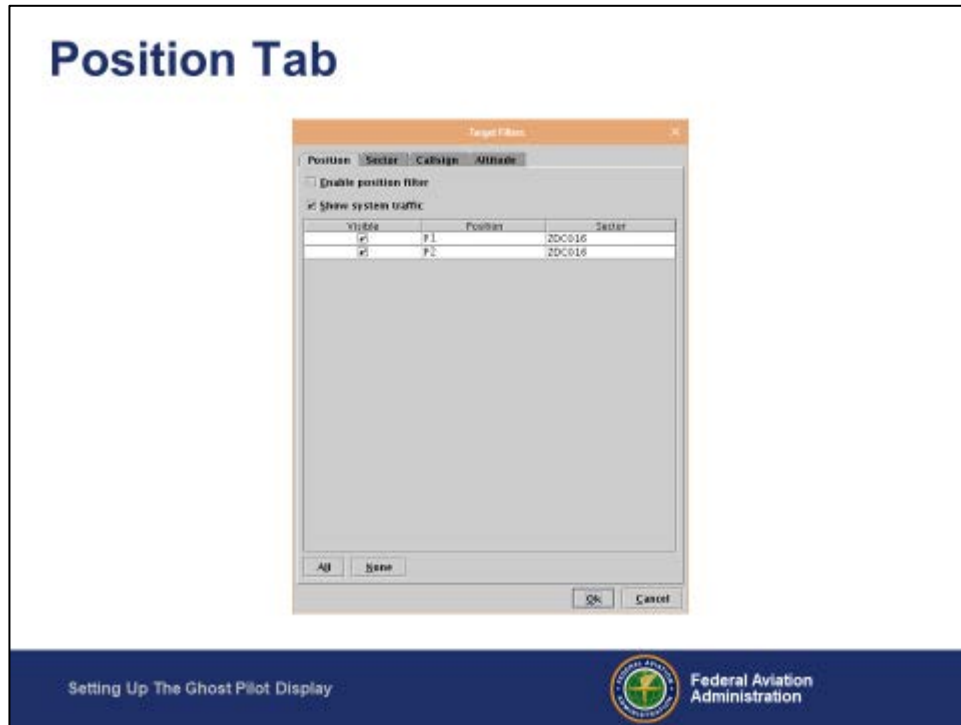 Position Tab
Target Filters
Position Sector Callsign Altitude
Enable position filter
Show system traffic
Visible Position Sector
P1 ZDC016
P2 ZDC016
All None
Ok Cancel
Setting Up The Ghost Pilot Display
Federal Aviation
Administration